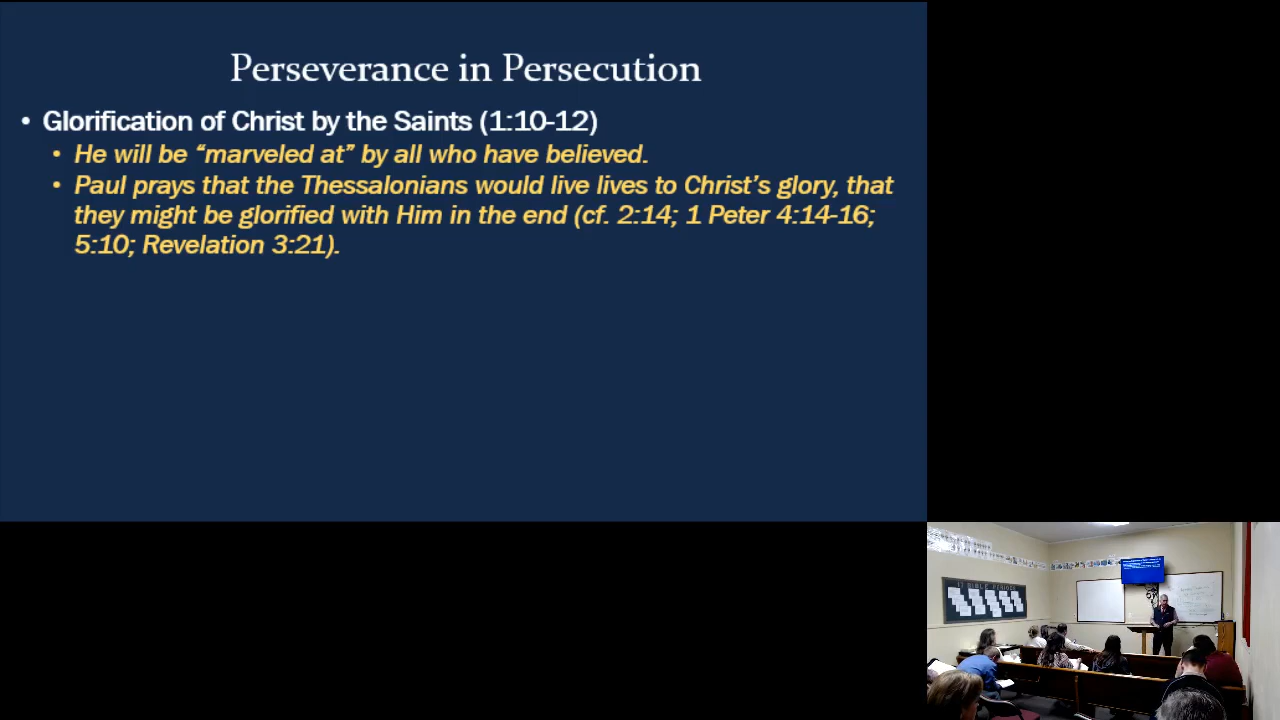 Perseverance in Persecution
• Glorification of Christ by the Saints (1:10-12)
• He will be “marveled at” by all who have believed.
• Paul prays that the Thessalonians would live lives to Christ’s glory, that
they might be glorified with Him in the end (cf. 2:14; 1 Peter 4:14-16;
5:10; Revelation 3:21).